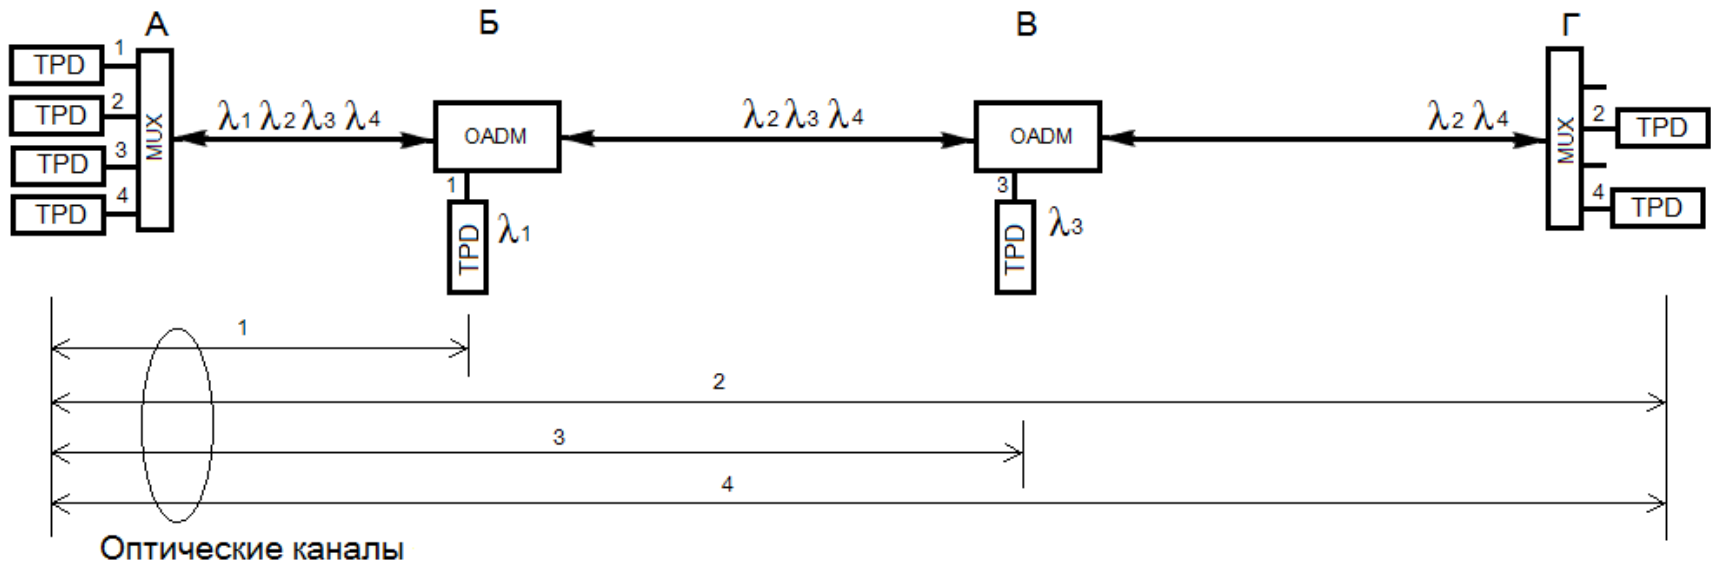 А Б В Г
TPD 1
TPD 2
TPD 3
TPD 4
MUX
λ1 λ2 λ3 λ4
OADM
1
TPD
λ1
λ2 λ3 λ4
OADM
3
TPD
λ3
λ2 λ4
MUX
2 TPD
4 TPD
1
2
3
4
Оптические каналы